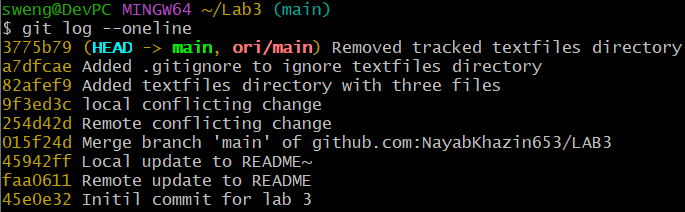 sweng@DevPC MINGW64 ~/Lab3 (main)
$ git log --oneline
3775b79 (HEAD -> main, ori/main) Removed tracked textfiles directory
a7dfcae Added .gitignore to ignore textfiles directory
82afef9 Added textfiles directory with three files
9f3ed3c local conflicting change
254d42d Remote conflicting change
015f24d Merge branch 'main' of github.com:NayabKhazin653/LAB3
45942ff Local update to README~
faa0611 Remote update to README
45e0e32 Initil commit for lab 3